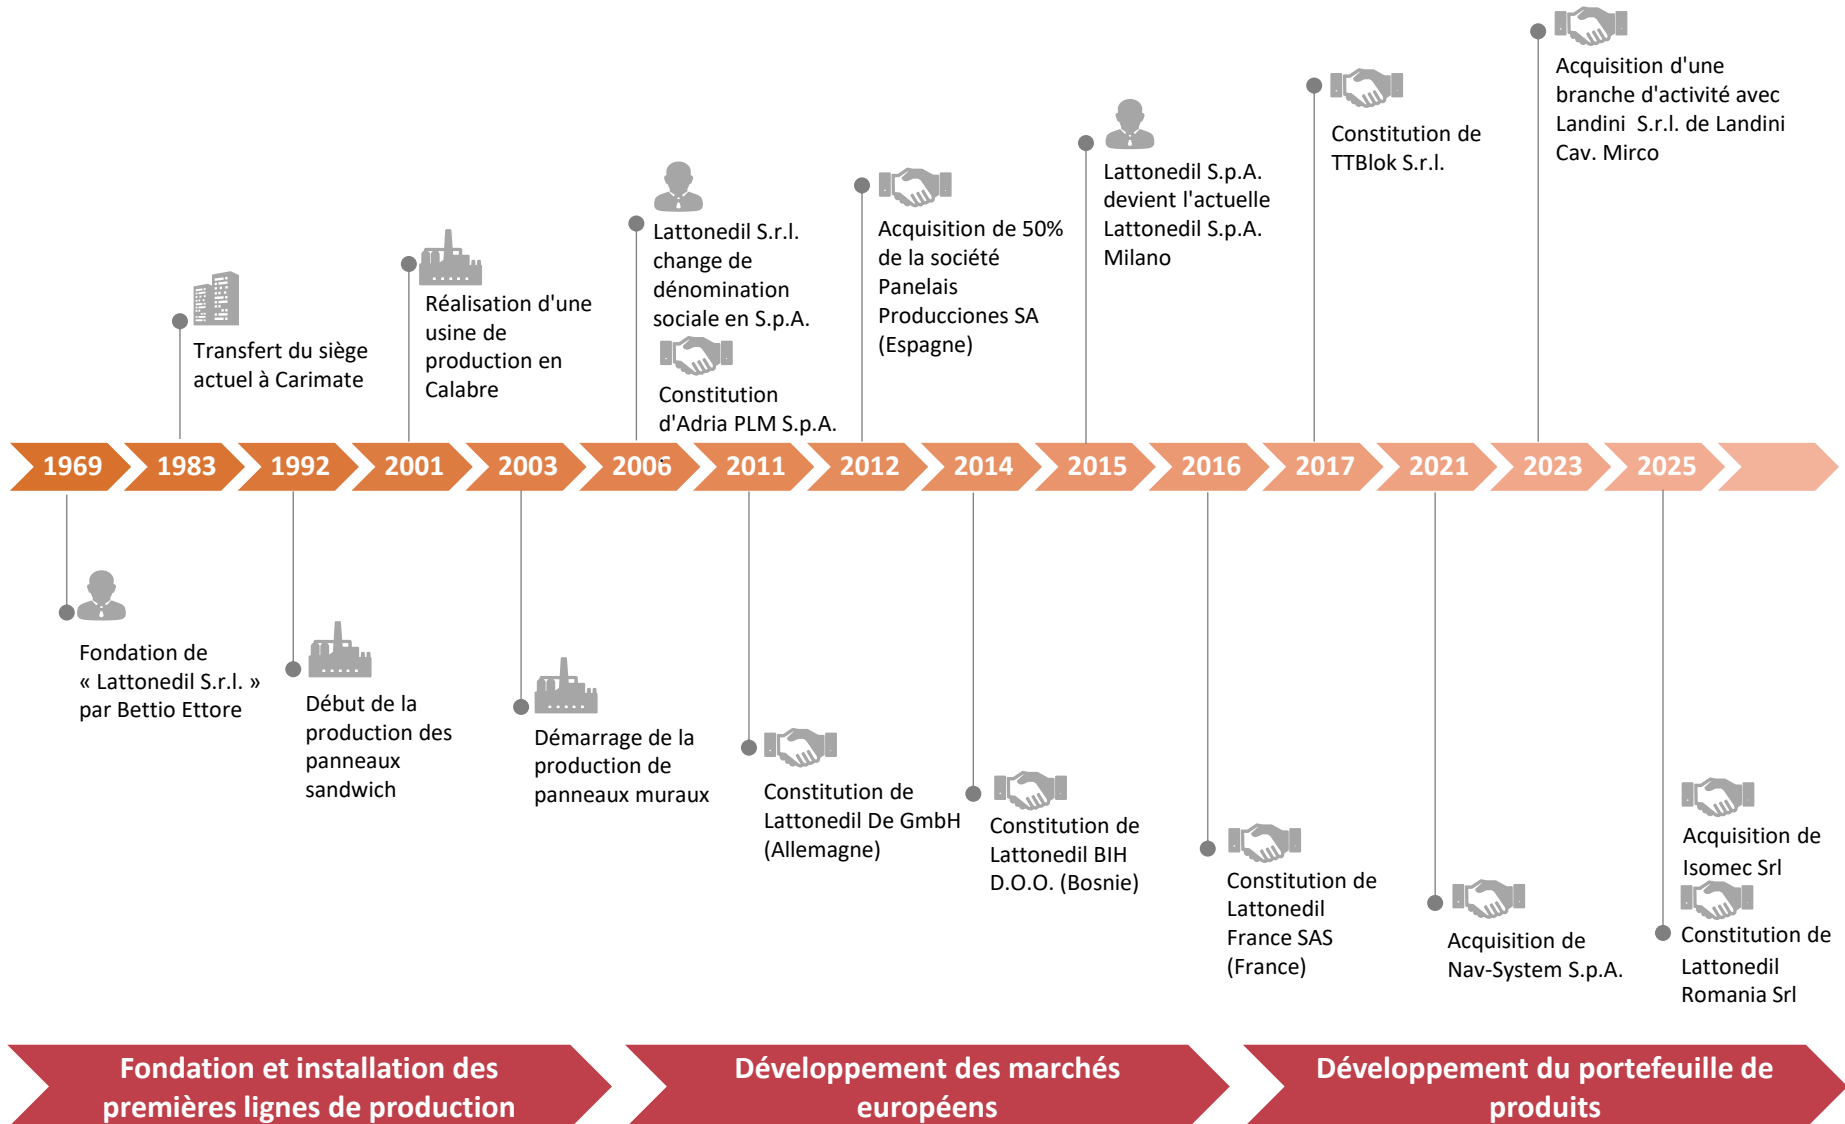 Acquisition d'une
branche d'activité avec
Landini  S.r.l. de Landini
Cav. Mirco
Constitution de
TTBlok S.r.l.
Lattonedil S.p.A.
devient l'actuelle
Lattonedil S.p.A.
Milano
Acquisition de 50%
de la société
Panelais
Producciones SA
(Espagne)
Lattonedil S.r.l.
change de
dénomination
sociale en S.p.A.
Constitution
d'Adria PLM S.p.A.
.
Réalisation d'une
usine de
production en
Calabre
Transfert du siège
actuel à Carimate
1969
1983
1992
2001
2003
2006
2011
2012
2014
2015
2016
2017
2021
2023
2025
Fondation de
« Lattonedil S.r.l. »
par Bettio Ettore
Début de la
production des
panneaux
sandwich
Démarrage de la
production de
panneaux muraux
Constitution de
Lattonedil De GmbH
(Allemagne)
Constitution de
Lattonedil BIH
D.O.O. (Bosnie)
Constitution de
Lattonedil
France SAS
(France)
Acquisition de
Nav-System S.p.A.
Acquisition de
Isomec Srl
Constitution de
Lattonedil
Romania Srl
Fondation et installation des
premières lignes de production
Développement des marchés
européens
Développement du portefeuille de
produits